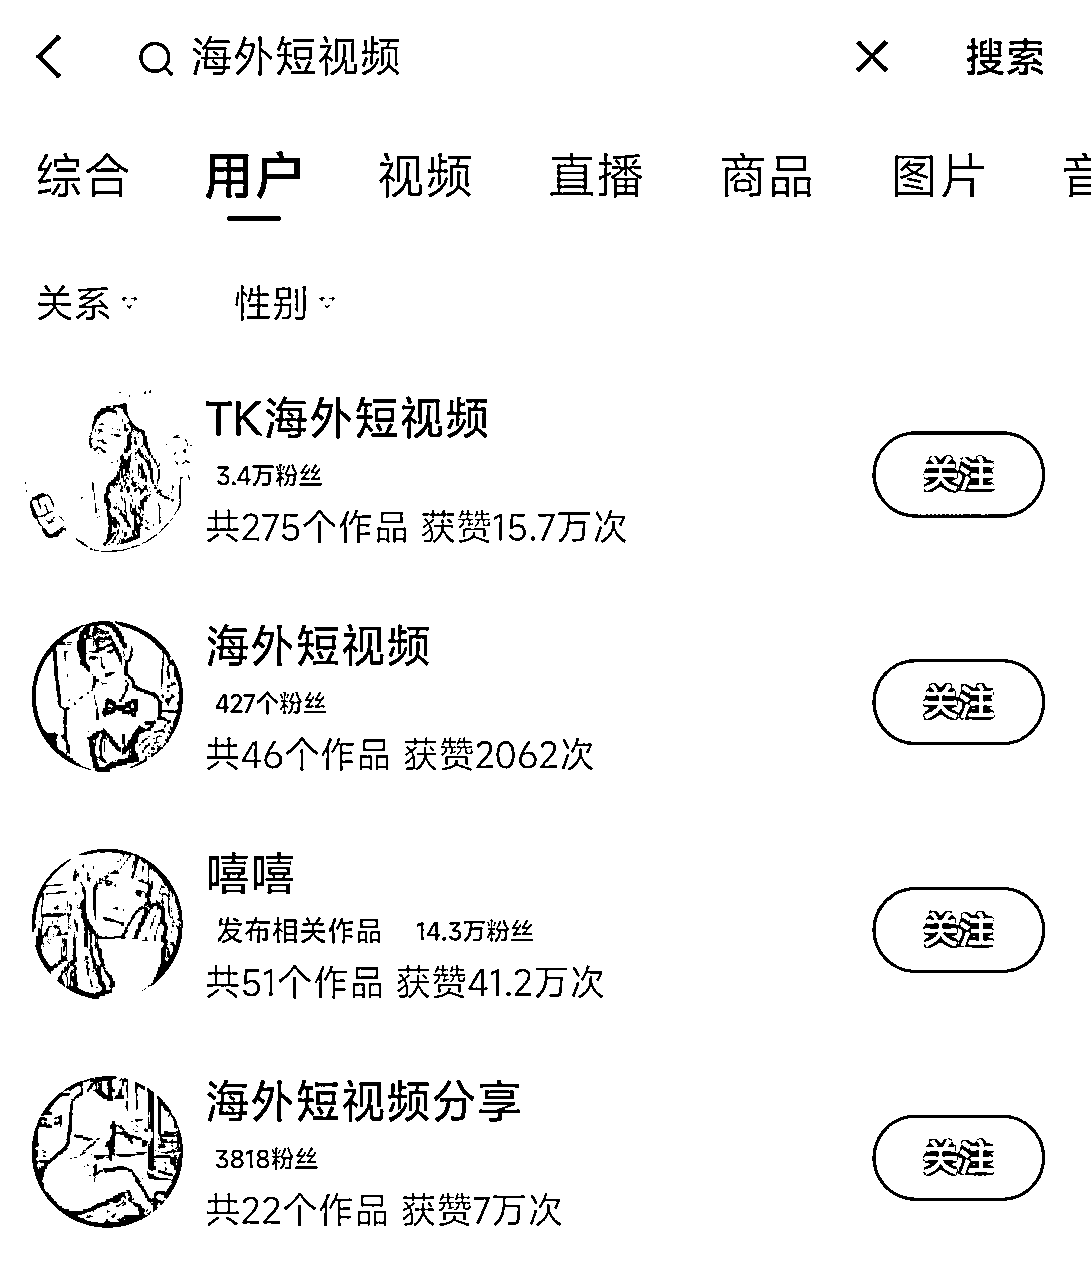 海外短视频 搜索
综合 用户 视频 直播 商品 图片
关系 性别
TK海外短视频
3.4万粉丝
关注
共275个作品 获赞15.7万次
海外短视频
427个粉丝
关注
共46个作品 获赞2062次
嘻嘻
发布相关作品 14.3万粉丝
关注
共51个作品 获赞41.2万次
海外短视频分享
3818粉丝
关注
共22个作品 获赞7万次